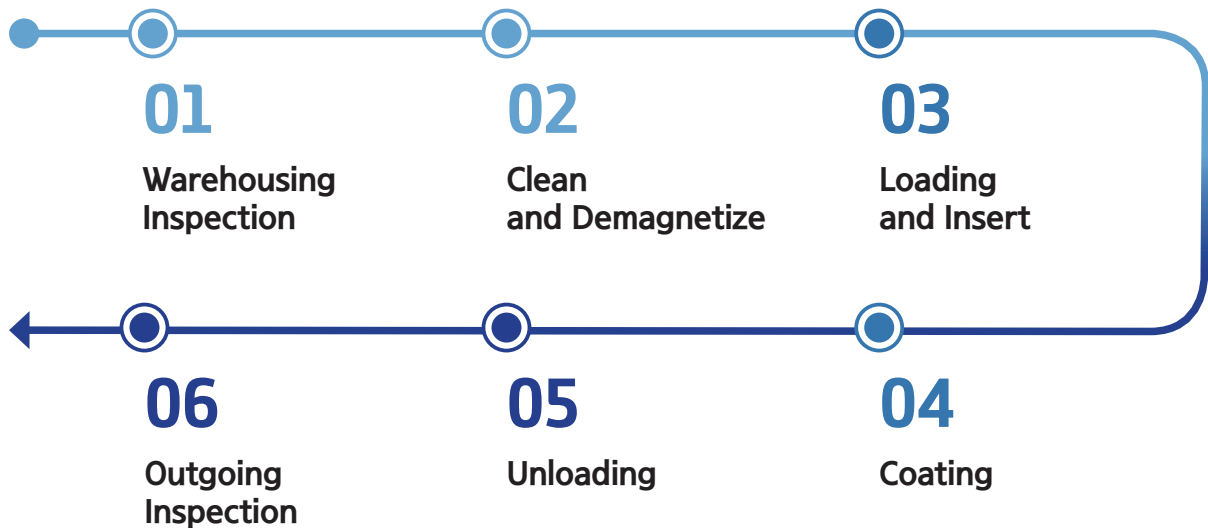 01
Warehousing
Inspection
02
Clean
and Demagnetize
03
Loading
and Insert
04
Coating
05
Unloading
06
Outgoing
Inspection